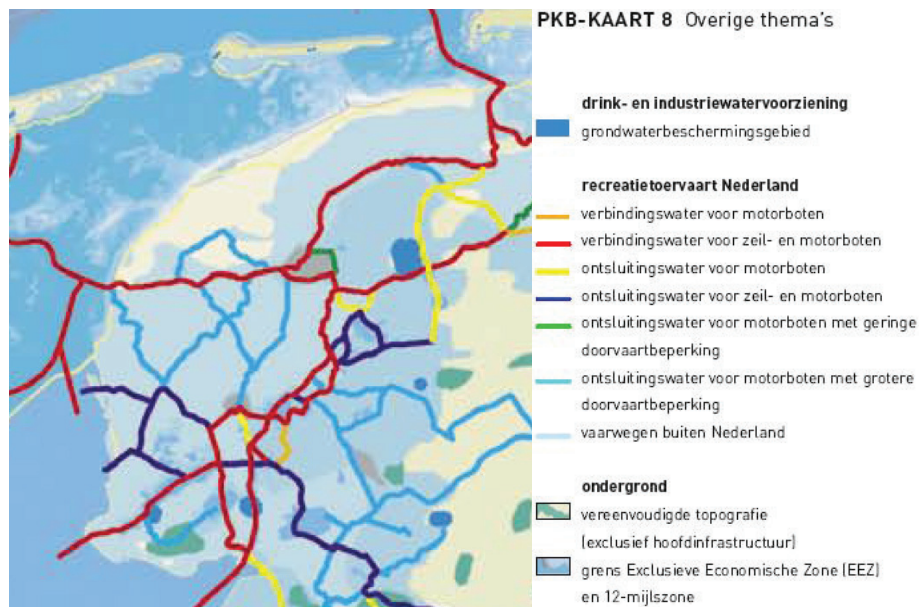 PKB-KAART 8 Overige thema's
drink- en industriewatervoorziening
grondwaterbeschermingsgebied
recreatietoervaart Nederland
verbindingswater voor motorboten
verbindingswater voor zeil- en motorboten
ontsluitingswater voor motorboten
ontsluitingswater voor zeil- en motorboten
ontsluitingswater voor motorboten met geringe
doorvaartbeperking
ontsluitingswater voor motorboten met grotere
doorvaartbeperking
vaarwegen buiten Nederland
ondergrond
vereenvoudigde topografie
(exclusief hoofdinfrastructuur)
grens Exclusieve Economische Zone (EEZ)
en 12-mijlszone